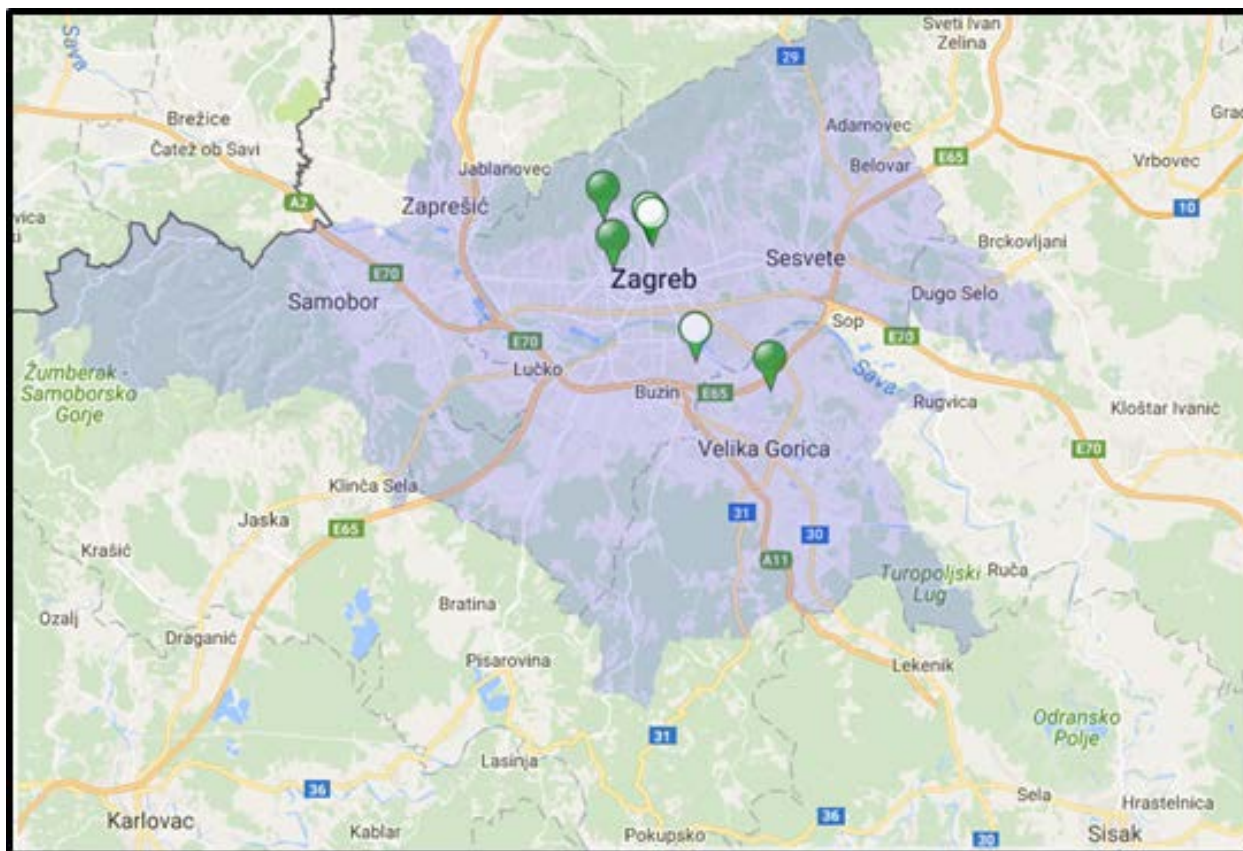 Sava
Sveti Ivan
Zelina
29
Brežice
Čatež ob Savi
Adamovec
Jablanovec
Belovar
E65
Vrbovec
A2
Zaprešić
10
Brckovljani
Sesvete
E70
Zagreb
Samobor
Dugo Selo
Sop
E70
E70
Lučko
Žumberak -
Samoborsko
Gorje
Sava
Buzin
E65
Rugvica
Kloštar Ivanić
Velika Gorica
E70
Klinča Sela
Jaska
E65
31
30
Krašić
A11
Turopoljski
Lug
Ruča
Ozalj
Bratina
Draganić
Pisarovina
Lekenik
Odransko
Polje
31
Lasinja
36
Sela
Hrastelnica
Karlovac
Kablar
Pokupsko
36
30
Sisak